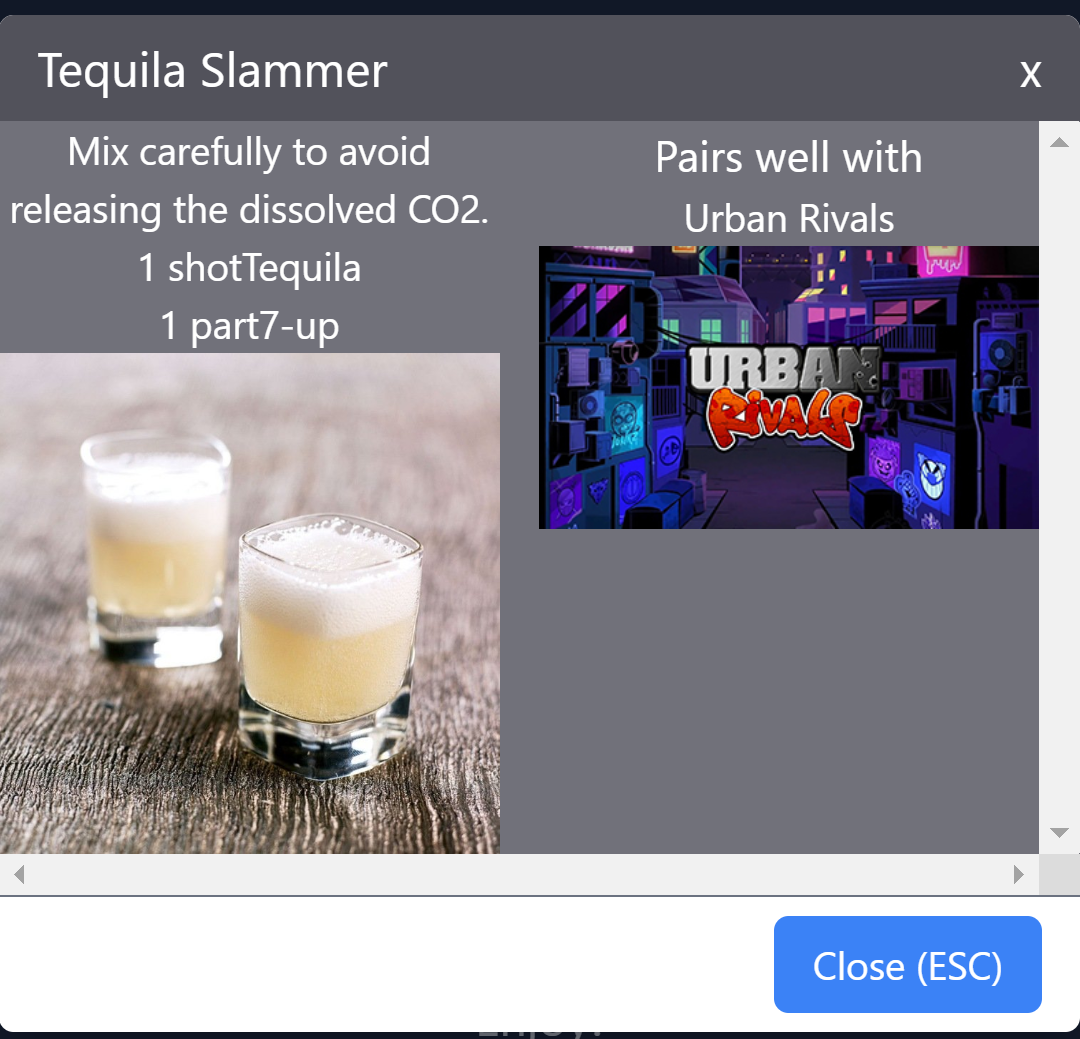 Tequila Slammer
x
Mix carefully to avoid
releasing the dissolved CO2.
1 shotTequila
1 part7-up
Pairs well with
Urban Rivals
URBAN
RIVALS
Close (ESC)